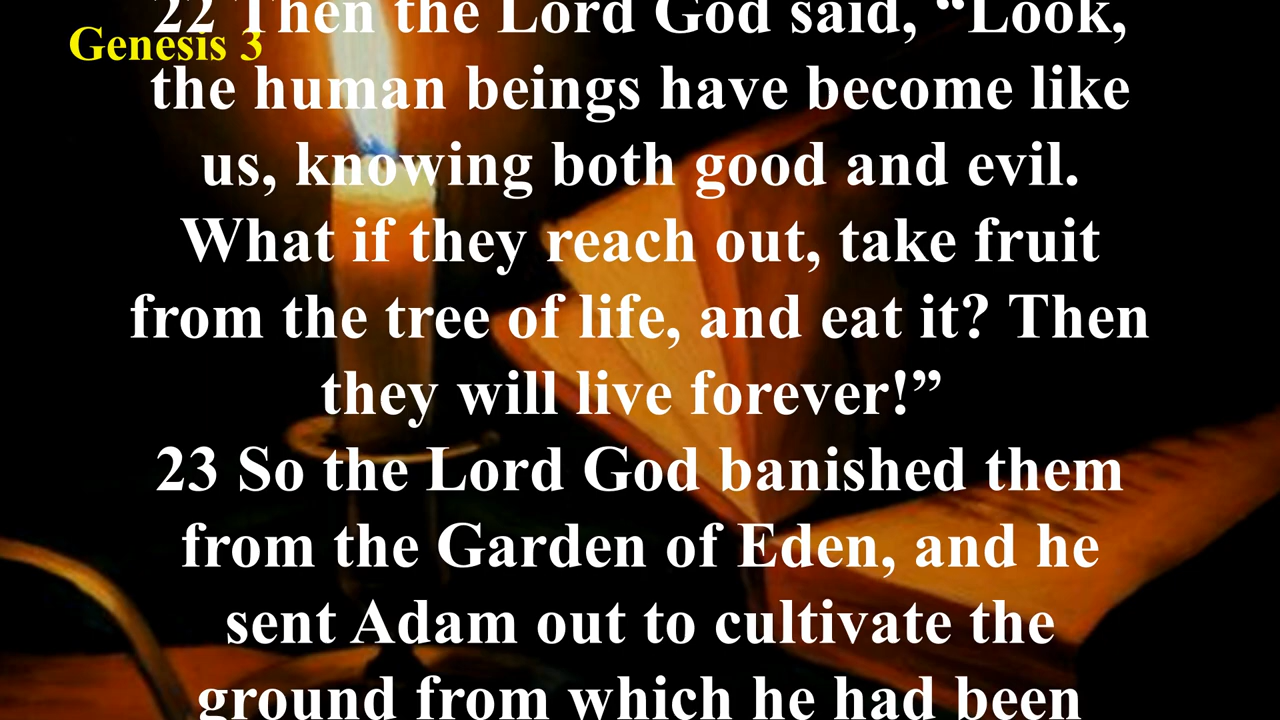 22 Then the Lord God said, “Look,
Genesis 3
the human beings have become like
us, knowing both good and evil.
What if they reach out, take fruit
from the tree of life, and eat it? Then
they will live forever!”
23 So the Lord God banished them
from the Garden of Eden, and he
sent Adam out to cultivate the
ground from which he had been